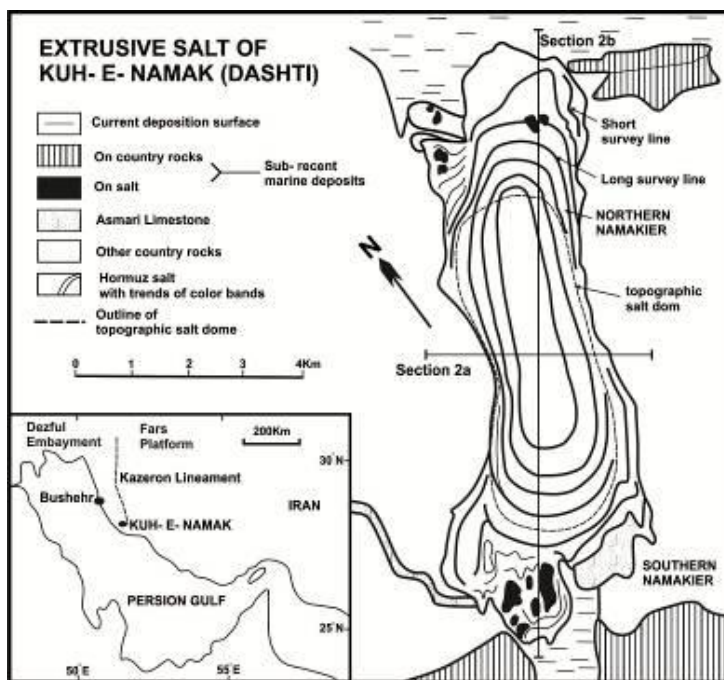 EXTRUSIVE SALT OF
KUH- E- NAMAK (DASHTI)
Current deposition surface
On country rocks
On salt
Sub- recent
marine deposits
Asmari Limestone
Other country rocks
Hormuz salt
with trends of color bands
Outline of
topographic salt dome
0 1 2 3 4Km
Section 2b
Short
survey line
Long survey line
NORTHERN
NAMAKIER
N
topographic
salt dom
Section 2a
SOUTHERN
NAMAKIER
Dezful
Embayment
Fars
Platform
200Km
Kazeron Lineament
30°N
Bushehr
IRAN
KUH- E- NAMAK
PERSION GULF
25°N
50°E
55°E